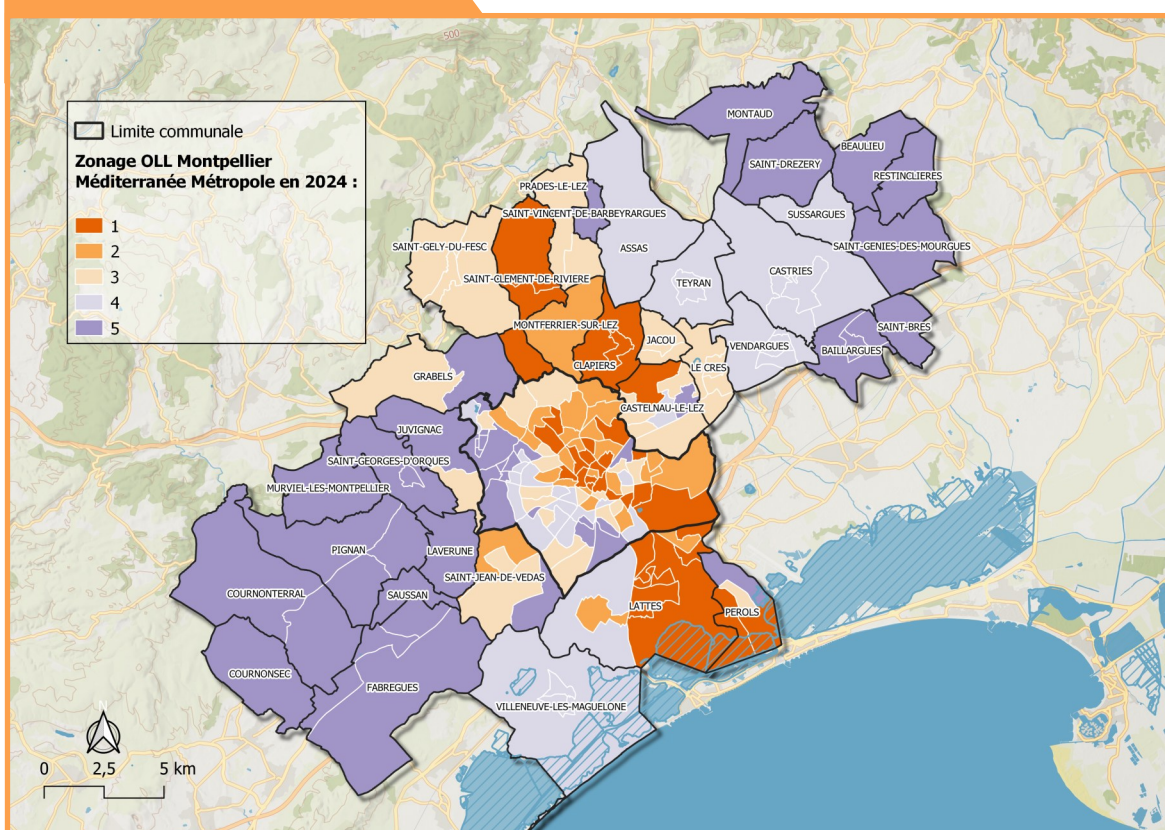 500
Limite communale
Zonage OLL Montpellier
Méditerranée Métropole en 2024 :
1
2
3
4
5
MONTAUD
BEAULIEU
SAINT-DREZERY
RESTINCLIERES
PRADES-LE-LEZ
SAINT-VINCENT-DE-BARBEYRARGUES
SUSSARGUES
SAINT-GELY-DU-FESC
ASSAS
SAINT-GENIES-DES-MOURGUES
SAINT-CLEMENT-DE-RIVIERE
TEYRAN
CASTRIES
MONTFERRIER-SUR-LEZ
SAINT-BRES
JACOU
VENDARGUES
BAILLARGUES
CLAPIERS
LE CRES
GRABELS
CASTELNAU-LE-LEZ
JUVIGNAC
SAINT-GEORGES-D'ORQUES
MURVIEL-LES-MONTPELLIER
PIGNAN
LAVERUNE
SAINT-JEAN-DE-VEDAS
COURNONTERRAL
SAUSSAN
LATTES
PEROLS
COURNONSEC
FABREGUES
VILLENEUVE-LES-MAGUELONE
0 2,5 5 km